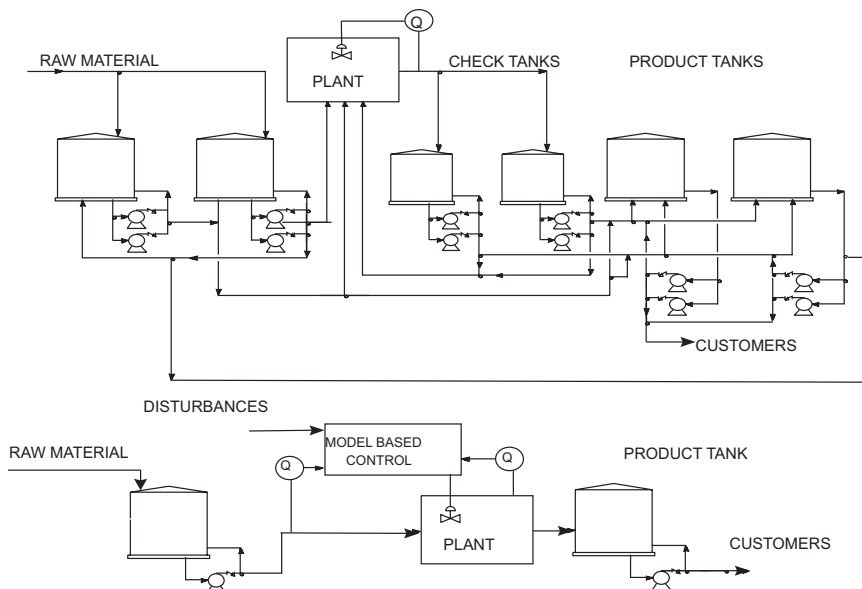 Q
RAW MATERIAL
CHECK TANKS
PRODUCT TANKS
PLANT
CUSTOMERS
DISTURBANCES
MODEL BASED
CONTROL
RAW MATERIAL
Q
Q
PRODUCT TANK
PLANT
CUSTOMERS